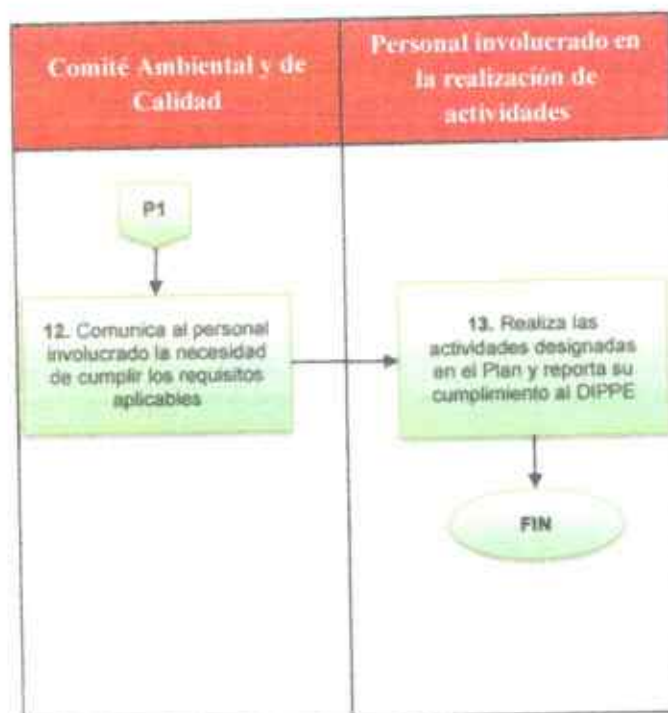 Comité Ambiental y de
Calidad
Personal involucrado en
la realización de
actividades
P1
12. Comunica al personal
involucrado la necesidad
de cumplir los requisitos
aplicables
13. Realiza las
actividades designadas
en el Plan y reporta su
cumplimiento al DIPPE
FIN